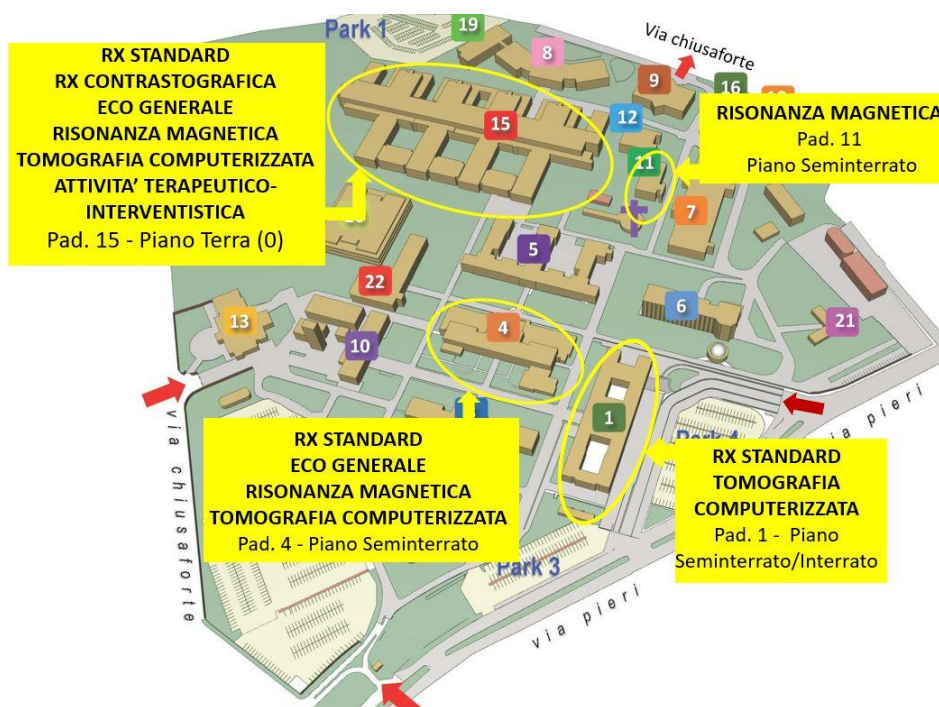 Park 1
19
8
Via chiusaforte
9
16
RX STANDARD
RX CONTRASTOGRAFICA
ECO GENERALE
RISONANZA MAGNETICA
TOMOGRAFIA COMPUTERIZZATA
ATTIVITA’ TERAPEUTICO-
INTERVENTISTICA
Pad. 15 - Piano Terra (0)
15
12
11
RISONANZA MAGNETICA
Pad. 11
Piano Seminterrato
7
5
22
6
13
4
21
10
1
via chiusaforte
RX STANDARD
ECO GENERALE
RISONANZA MAGNETICA
TOMOGRAFIA COMPUTERIZZATA
Pad. 4 - Piano Seminterrato
via pieri
RX STANDARD
TOMOGRAFIA
COMPUTERIZZATA
Pad. 1 - Piano
Seminterrato/Interrato
Park 3
via pieri